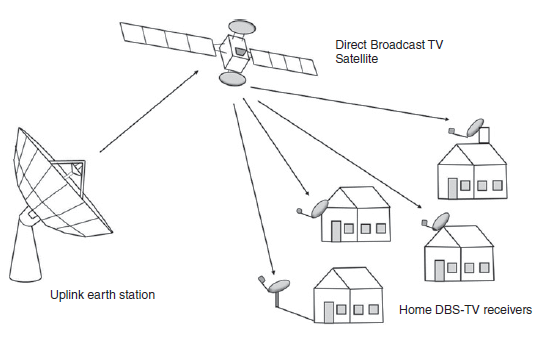 Direct Broadcast TV
Satellite
Uplink earth station
Home DBS-TV receivers